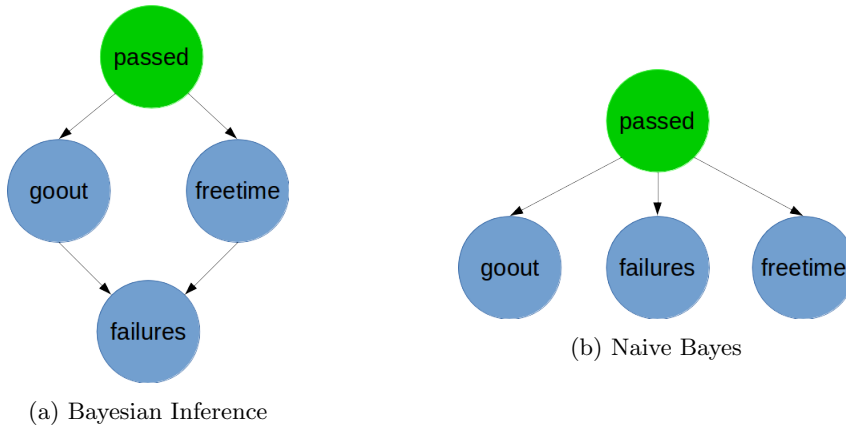 passed
goout
freetime
failures
(a) Bayesian Inference
passed
goout
failures
freetime
(b) Naive Bayes